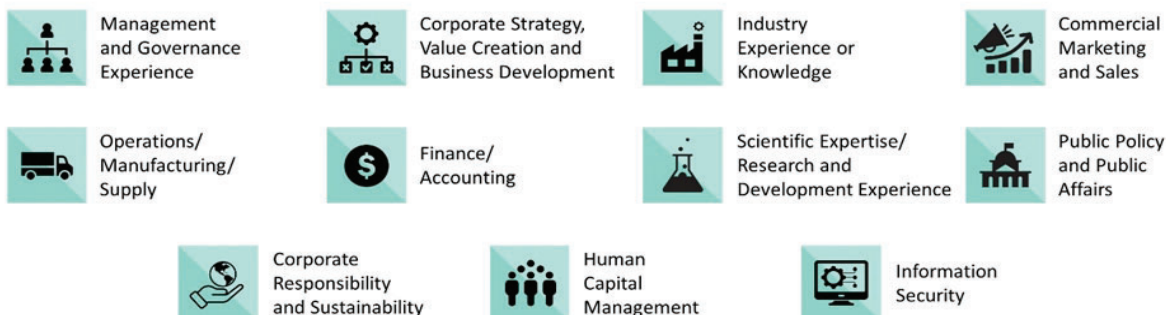 Management
and Governance
Experience
Corporate Strategy,
Value Creation and
Business Development
Industry
Experience or
Knowledge
Commercial
Marketing
and Sales
Operations/
Manufacturing/
Supply
Finance/
Accounting
Scientific Expertise/
Research and
Development Experience
Public Policy
and Public
Affairs
Corporate
Responsibility
and Sustainability
Human
Capital
Management
Information
Security